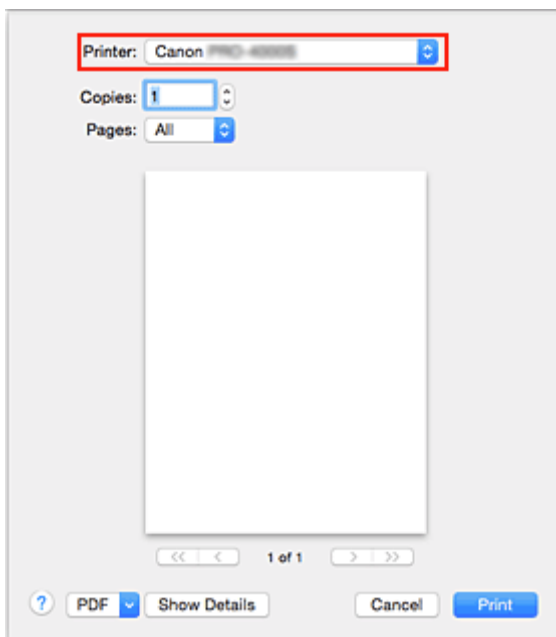 Printer: Canon
Copies: 1
Pages: All
<< < 1 of 1 > >>
? PDF Show Details Cancel Print